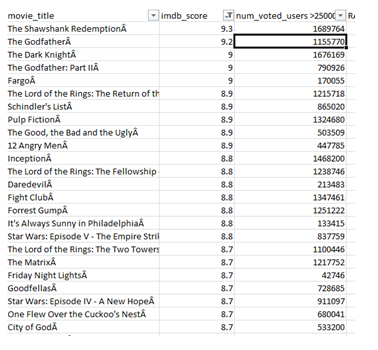 movie_title imdb_score num_voted_users >25000
The Shawshank RedemptionÂ 9.3 1689764
The GodfatherÂ 9.2 1155770
The Dark KnightÂ 9 1676169
The Godfather: Part IIÂ 9 790926
FargoÂ 9 170055
The Lord of the Rings: The Return of th 8.9 1215718
Schindler's ListÂ 8.9 865020
Pulp FictionÂ 8.9 1324680
The Good, the Bad and the UglyÂ 8.9 503509
12 Angry MenÂ 8.9 447785
InceptionÂ 8.8 1468200
The Lord of the Rings: The Fellowship 8.8 1238746
DaredevilÂ 8.8 213483
Fight ClubÂ 8.8 1347461
Forrest GumpÂ 8.8 1251222
It's Always Sunny in PhiladelphiaÂ 8.8 133415
Star Wars: Episode V - The Empire Strik 8.8 837759
The Lord of the Rings: The Two Towers 8.7 1100446
The MatrixÂ 8.7 1217752
Friday Night LightsÂ 8.7 42746
GoodfellasÂ 8.7 728685
Star Wars: Episode IV - A New HopeÂ 8.7 911097
One Flew Over the Cuckoo's NestÂ 8.7 680041
City of GodÂ 8.7 533200